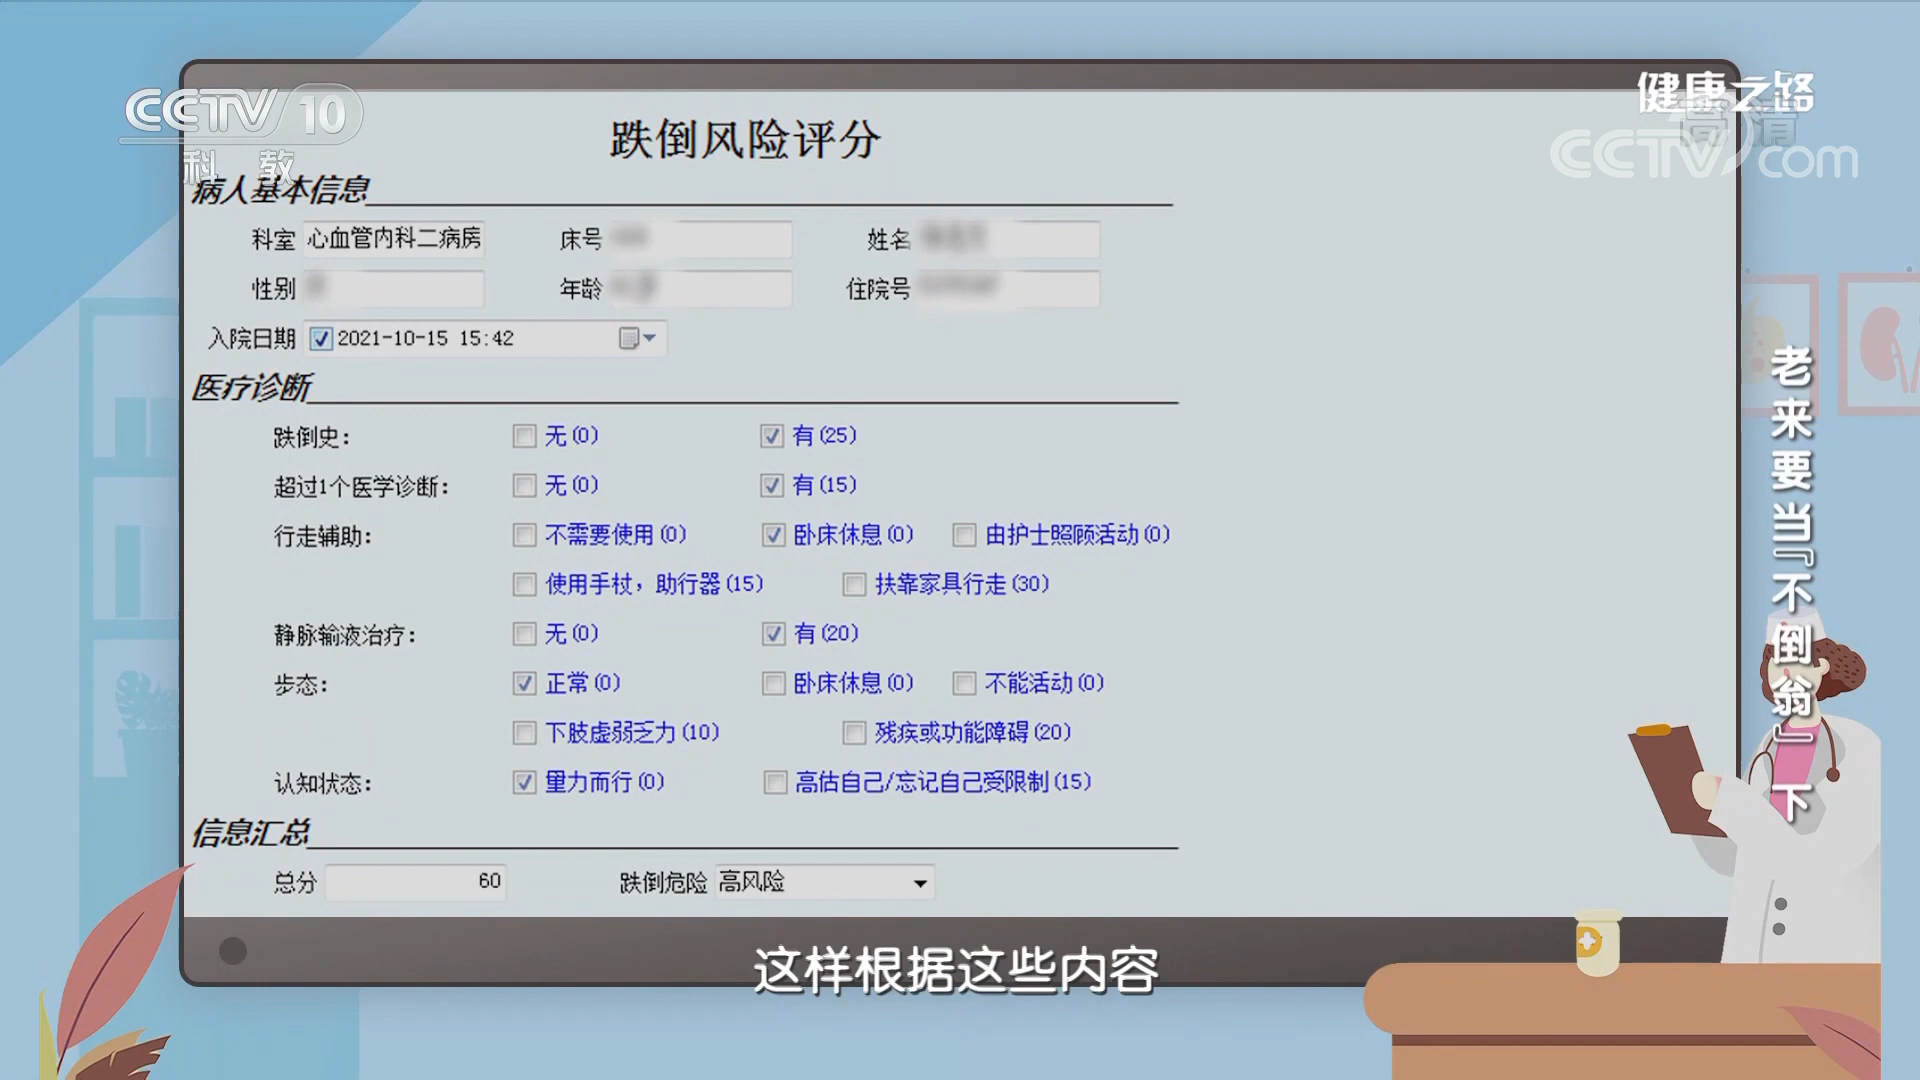 CCTV 10
科 教
健康之路
高清
CCTV.com
跌倒风险评分
病人基本信息
科室 心血管内科二病房 床号 姓名
性别 年龄 住院号
入院日期 2021-10-15 15:42
医疗诊断
跌倒史: 无(0) 有(25)
超过1个医学诊断: 无(0) 有(15)
行走辅助: 不需要使用(0) 卧床休息(0) 由护士照顾活动(0)
使用手杖，助行器(15) 扶靠家具行走(30)
静脉输液治疗: 无(0) 有(20)
步态: 正常(0) 卧床休息(0) 不能活动(0)
下肢虚弱乏力(10) 残疾或功能障碍(20)
认知状态: 量力而行(0) 高估自己/忘记自己受限制(15)
信息汇总
总分 60 跌倒危险 高风险
老来要当『不倒翁』下
这样根据这些内容